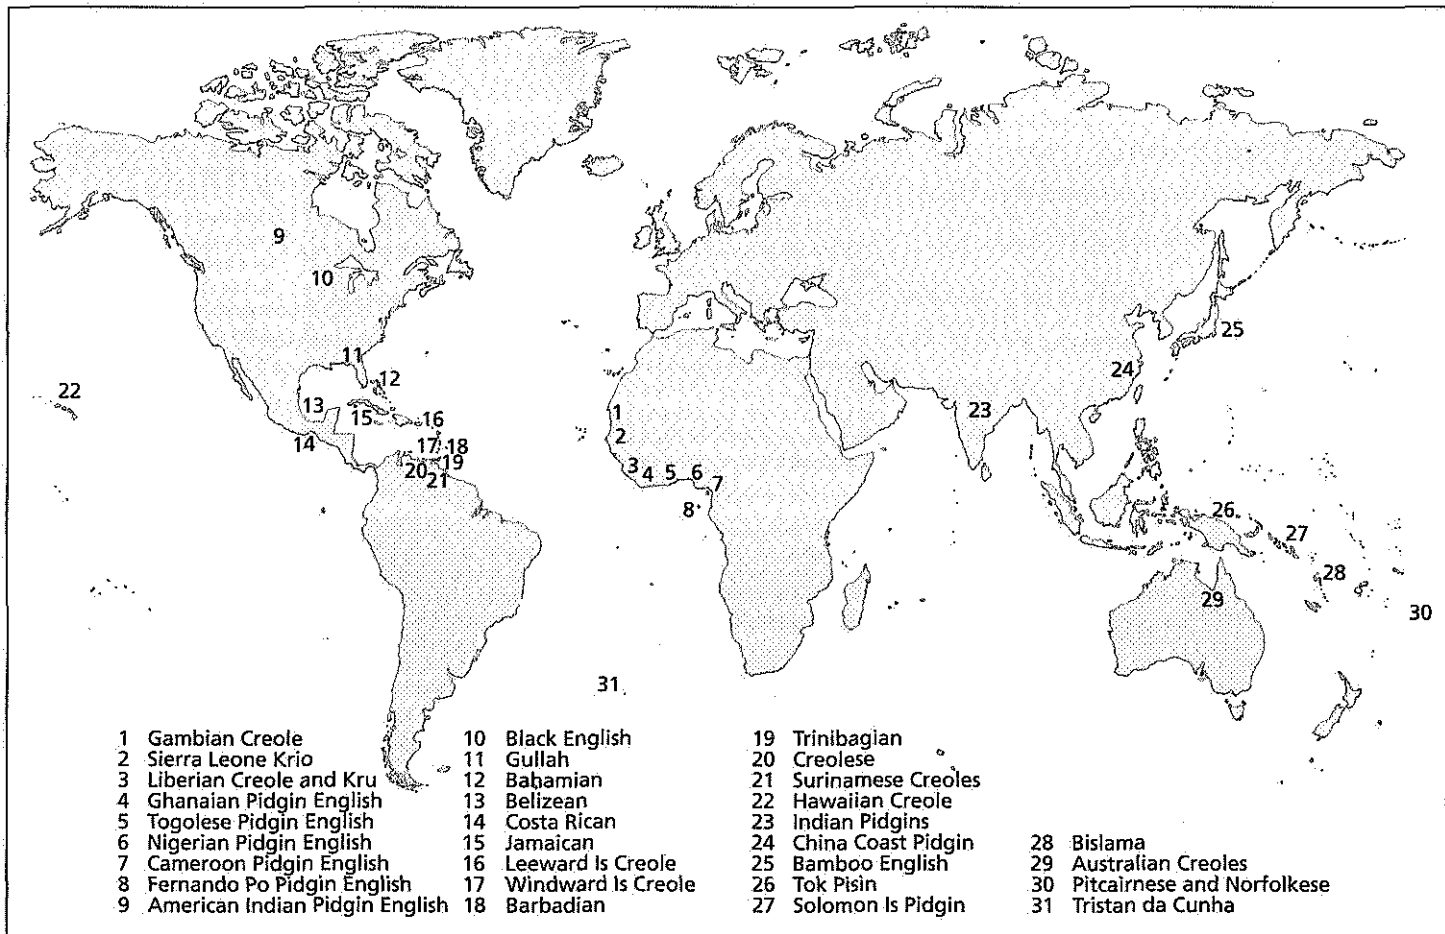 9
10
25
11
24
12
22
13
15
16
1
23
14
2
17
18
19
20
21
3
4
5
6
7
8
26
27
28
29
30
31
1 Gambian Creole
2 Sierra Leone Krio
3 Liberian Creole and Kru
4 Ghanaian Pidgin English
5 Togolese Pidgin English
6 Nigerian Pidgin English
7 Cameroon Pidgin English
8 Fernando Po Pidgin English
9 American Indian Pidgin English
10 Black English
11 Gullah
12 Bahamian
13 Belizean
14 Costa Rican
15 Jamaican
16 Leeward Is Creole
17 Windward Is Creole
18 Barbadian
19 Trinibagian
20 Creolese
21 Surinamese Creoles
22 Hawaiian Creole
23 Indian Pidgins
24 China Coast Pidgin
25 Bamboo English
26 Tok Pisin
27 Solomon Is Pidgin
28 Bislama
29 Australian Creoles
30 Pitcairnese and Norfolkese
31 Tristan da Cunha